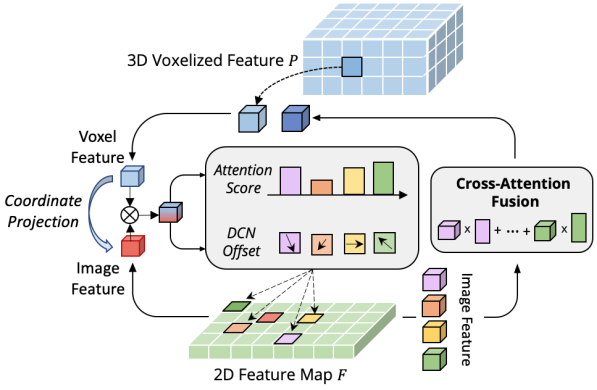 3D Voxelized Feature P
Voxel
Feature
Coordinate
Projection
Image
Feature
Attention
Score
DCN
Offset
Cross-Attention
Fusion
x + ... + x
Image Feature
2D Feature Map F